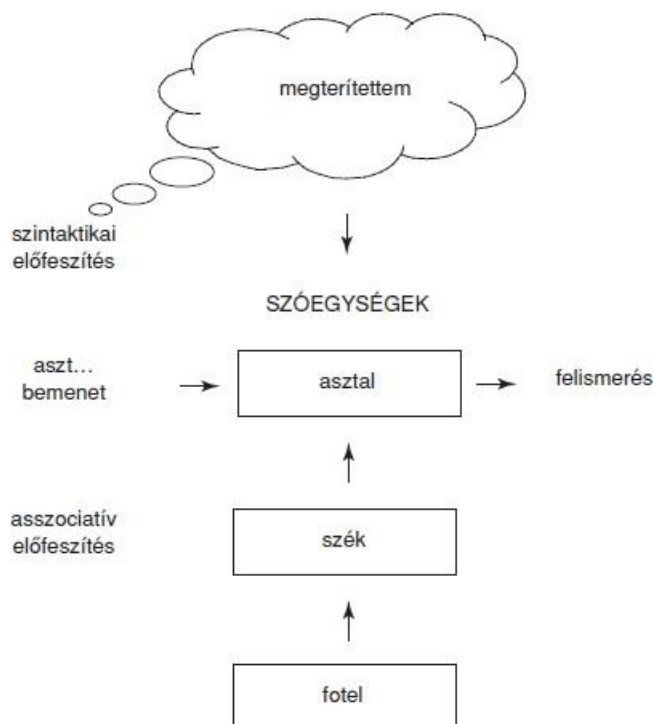 megterítettem
szintaktikai
előfeszítés
SZÓEGYSÉGEK
aszt…
bemenet
asztal
felismerés
asszociatív
előfeszítés
szék
fotel